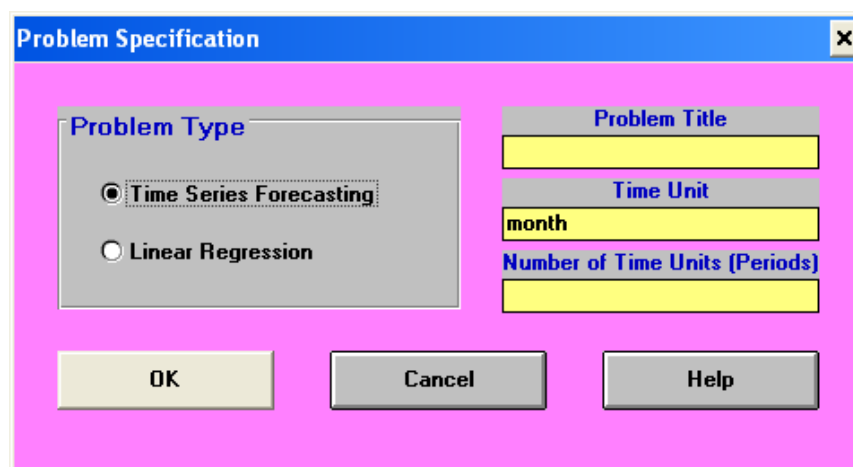 Problem Specification
Problem Type
Time Series Forecasting
Linear Regression
Problem Title
Time Unit
month
Number of Time Units (Periods)
OK
Cancel
Help